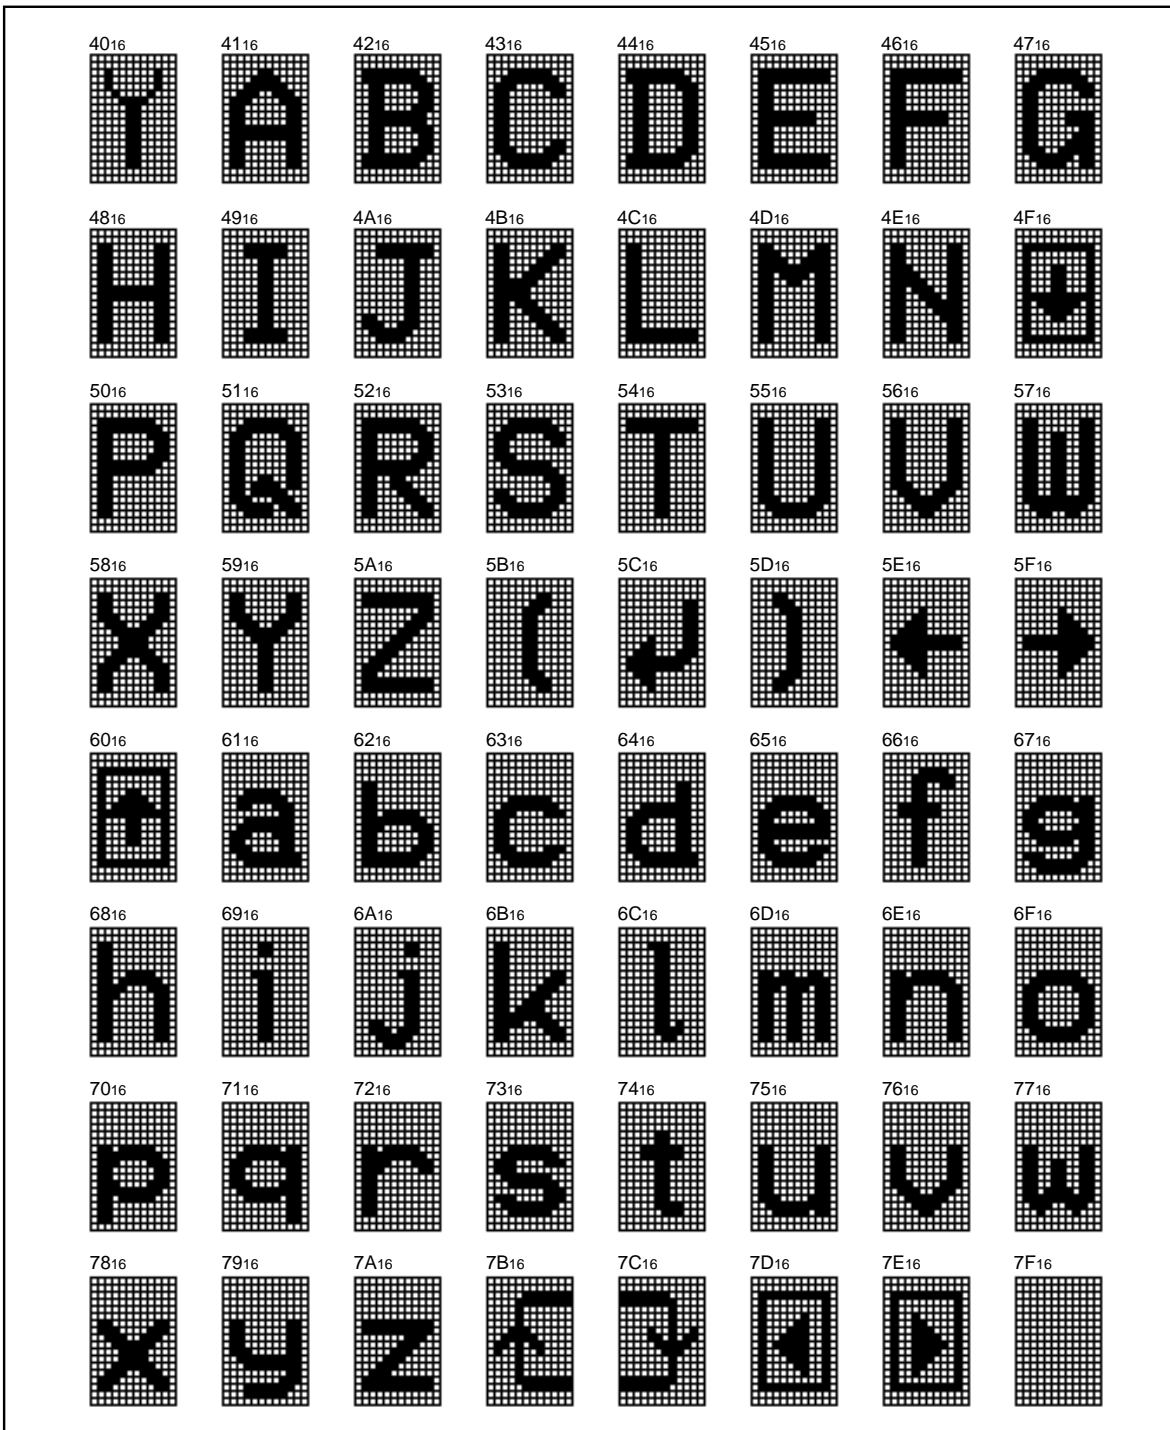 4016 4116 4216 4316 4416 4516 4616 4716
Y A B C D E F G
4816 4916 4A16 4B16 4C16 4D16 4E16 4F16
H I J K L M N ↓
5016 5116 5216 5316 5416 5516 5616 5716
P Q R S T U V W
5816 5916 5A16 5B16 5C16 5D16 5E16 5F16
X Y Z ( ↲ ) ← →
6016 6116 6216 6316 6416 6516 6616 6716
↑ a b c d e f g
6816 6916 6A16 6B16 6C16 6D16 6E16 6F16
h i j k l m n o
7016 7116 7216 7316 7416 7516 7616 7716
p q r s t u v w
7816 7916 7A16 7B16 7C16 7D16 7E16 7F16
x y z ◀ ▶